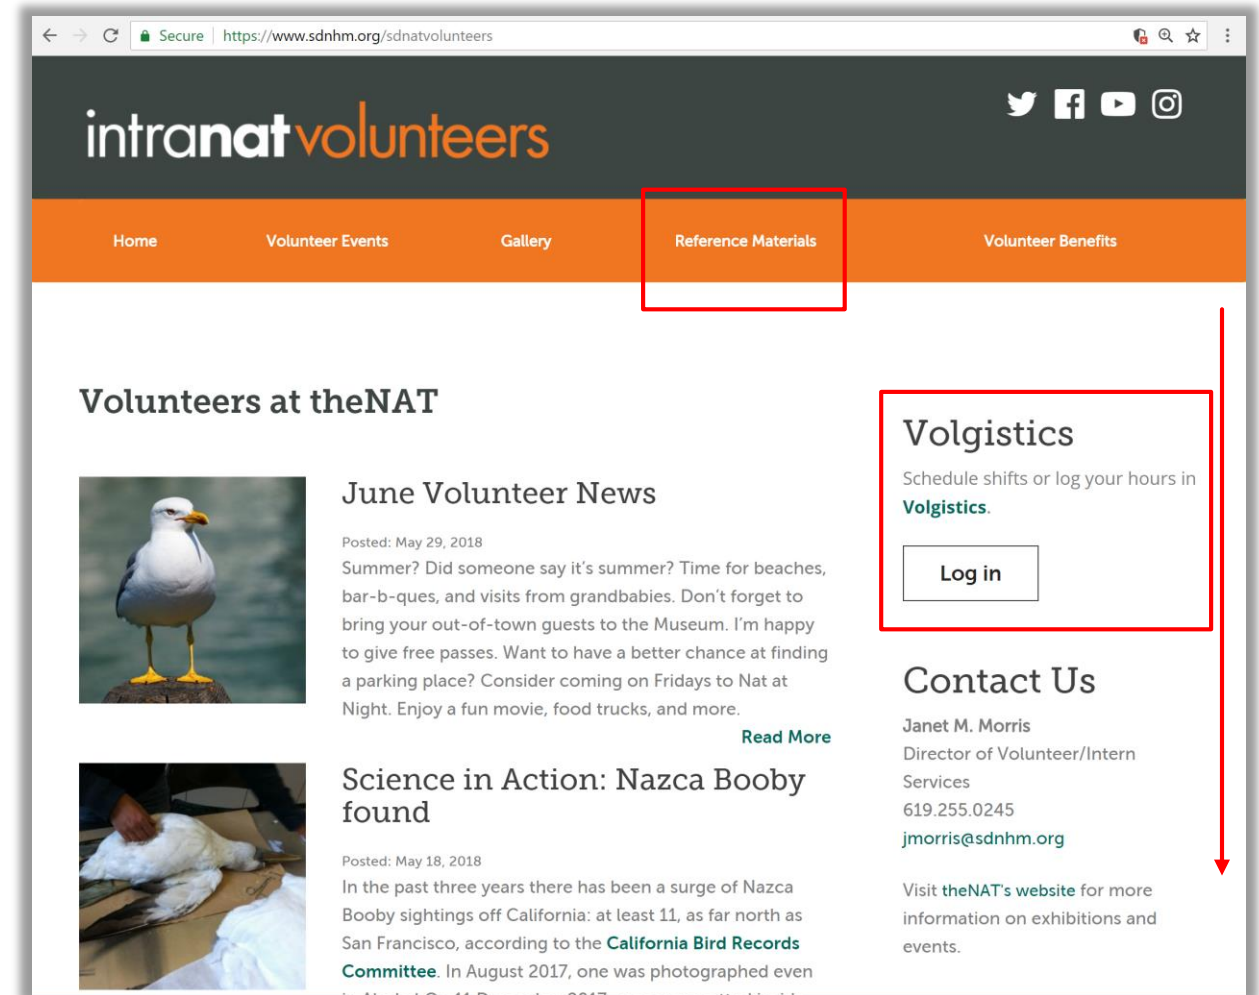 Secure
https://www.sdnhm.org/sdnatvolunteers
intranatvolunteers
Home
Volunteer Events
Gallery
Reference Materials
Volunteer Benefits
Volunteers at theNAT
June Volunteer News
Posted: May 29, 2018
Summer? Did someone say it's summer? Time for beaches,
bar-b-ques, and visits from grandbabies. Don't forget to
bring your out-of-town guests to the Museum. I'm happy
to give free passes. Want to have a better chance at finding
a parking place? Consider coming on Fridays to Nat at
Night. Enjoy a fun movie, food trucks, and more.
Read More
Science in Action: Nazca Booby
found
Posted: May 18, 2018
In the past three years there has been a surge of Nazca
Booby sightings off California: at least 11, as far north as
San Francisco, according to the California Bird Records
Committee. In August 2017, one was photographed even
Volgistics
Schedule shifts or log your hours in
Volgistics.
Log in
Contact Us
Janet M. Morris
Director of Volunteer/Intern
Services
619.255.0245
jmorris@sdnhm.org
Visit theNAT's website for more
information on exhibitions and
events.